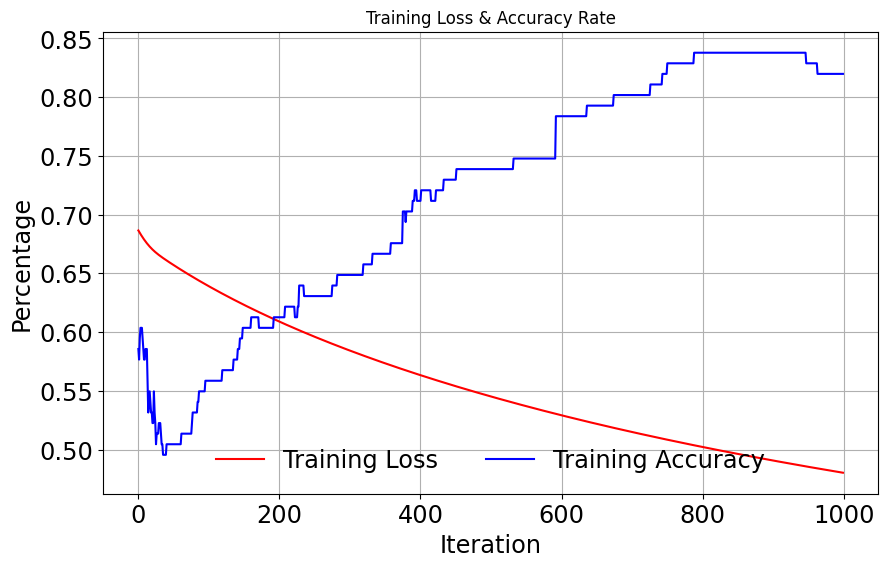 Training Loss & Accuracy Rate
0.85
0.80
0.75
0.70
0.65
0.60
0.55
0.50
Percentage
Training Loss
Training Accuracy
0
200
400
600
800
1000
Iteration